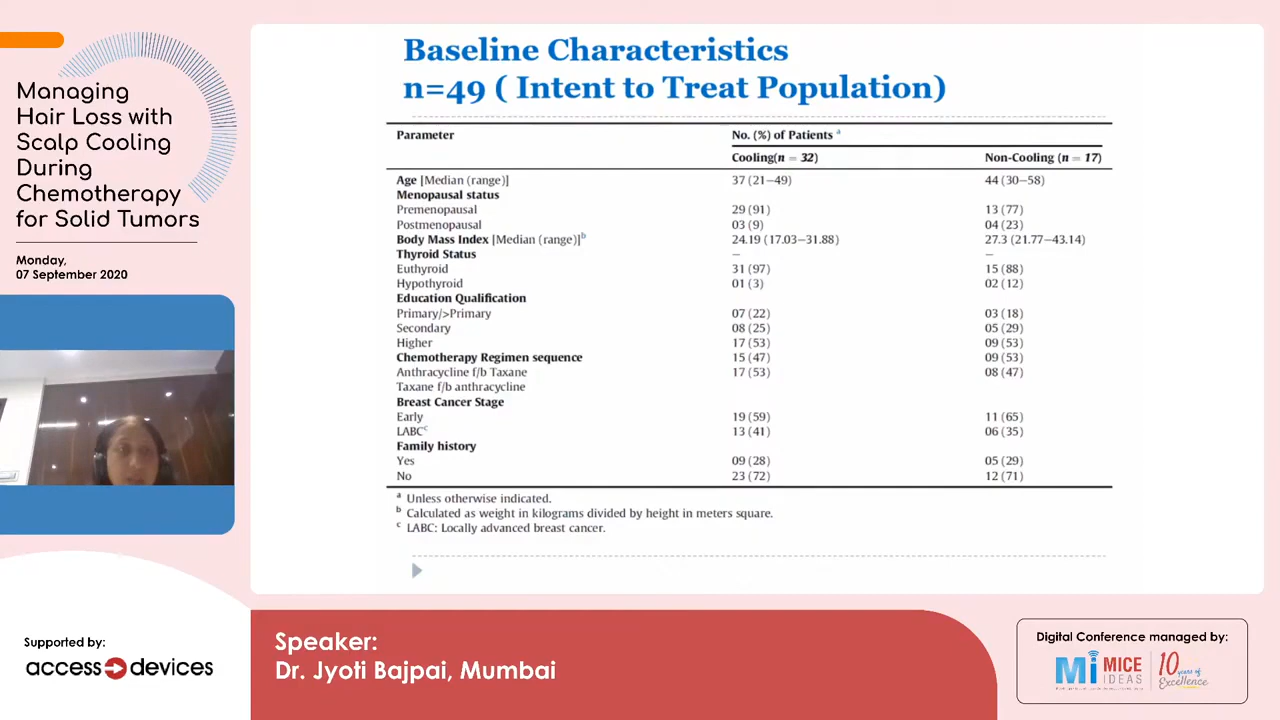 Managing
Hair Loss with
Scalp Cooling
During
Chemotherapy
for Solid Tumors
Monday,
07 September 2020
Supported by:
access devices
Baseline Characteristics
n=49 ( Intent to Treat Population)
Parameter No. (%) of Patients a
Cooling(n = 32) Non-Cooling (n = 17)
Age [Median (range)] 37 (21–49) 44 (30–58)
Menopausal status
Premenopausal 29 (91) 13 (77)
Postmenopausal 03 (9) 04 (23)
Body Mass Index [Median (range)]b 24.19 (17.03–31.88) 27.3 (21.77–43.14)
Thyroid Status – –
Euthyroid 31 (97) 15 (88)
Hypothyroid 01 (3) 02 (12)
Education Qualification
Primary/>Primary 07 (22) 03 (18)
Secondary 08 (25) 05 (29)
Higher 17 (53) 09 (53)
Chemotherapy Regimen sequence 15 (47) 09 (53)
Anthracycline f/b Taxane 17 (53) 08 (47)
Taxane f/b anthracycline
Breast Cancer Stage
Early 19 (59) 11 (65)
LABCc 13 (41) 06 (35)
Family history
Yes 09 (28) 05 (29)
No 23 (72) 12 (71)
a Unless otherwise indicated.
b Calculated as weight in kilograms divided by height in meters square.
c LABC: Locally advanced breast cancer.
Speaker:
Dr. Jyoti Bajpai, Mumbai
Digital Conference managed by:
Mi MICE IDEAS 10 years of Excellence